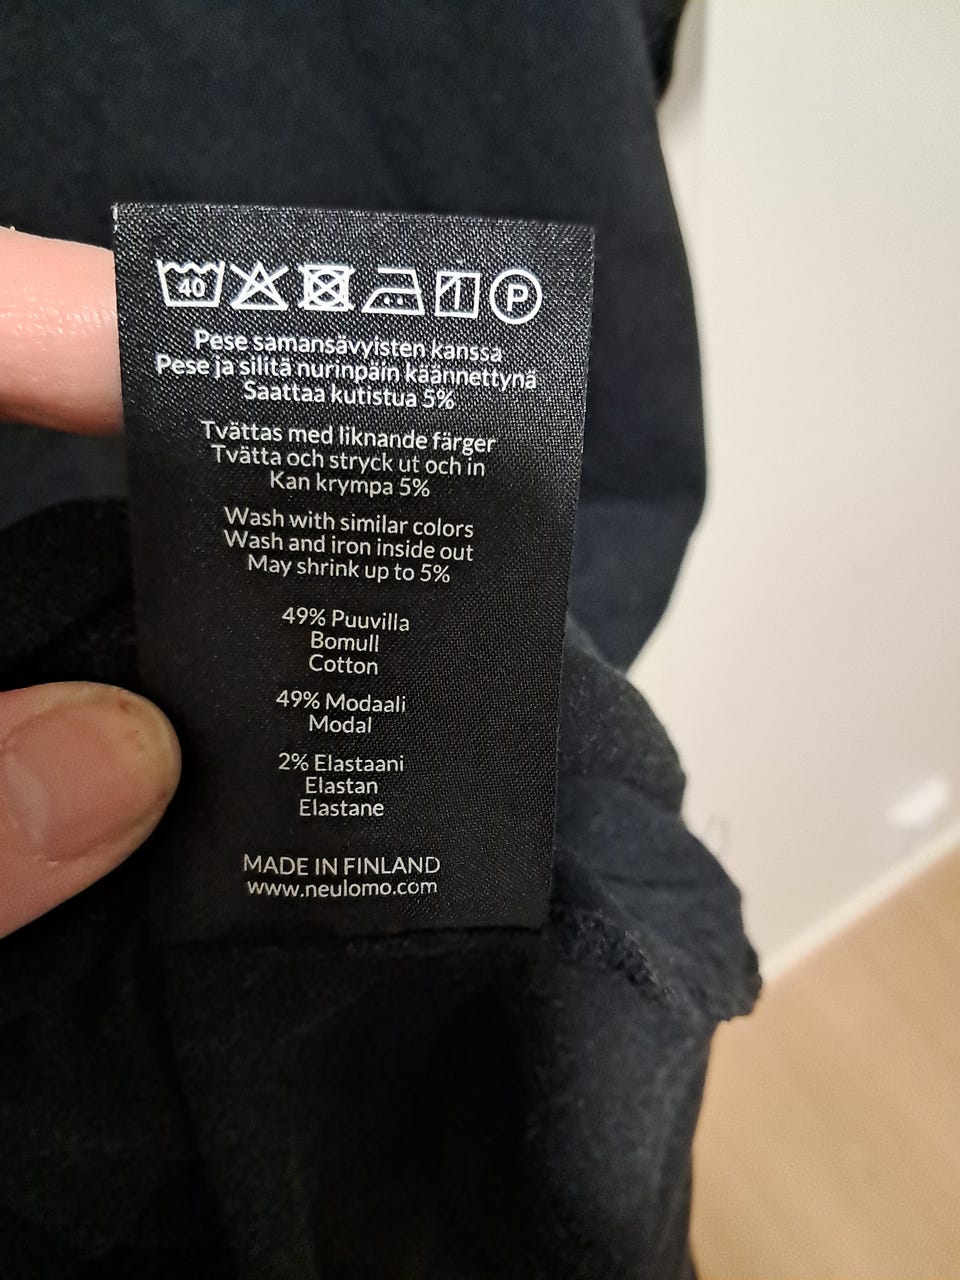 40 P
Pese samansävyisten kanssa
Pese ja silitä nurinpäin käännettynä
Saattaa kutistua 5%
Tvättas med liknande färger
Tvätta och stryck ut och in
Kan krympa 5%
Wash with similar colors
Wash and iron inside out
May shrink up to 5%
49% Puuvilla
Bomull
Cotton
49% Modaali
Modal
2% Elastaani
Elastan
Elastane
MADE IN FINLAND
www.neulomo.com